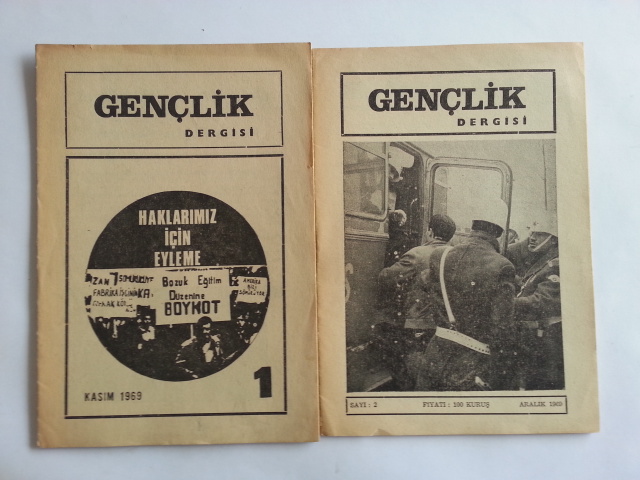 GENÇLİK
DERGİSİ
HAKLARIMIZ
İÇİN
EYLEME
Bozuk Eğitim
Düzenine
BOYKOT
KASIM 1969
1
GENÇLİK
DERGİSİ
SAYI : 2 FİYATI : 100 KURUŞ ARALIK 1969